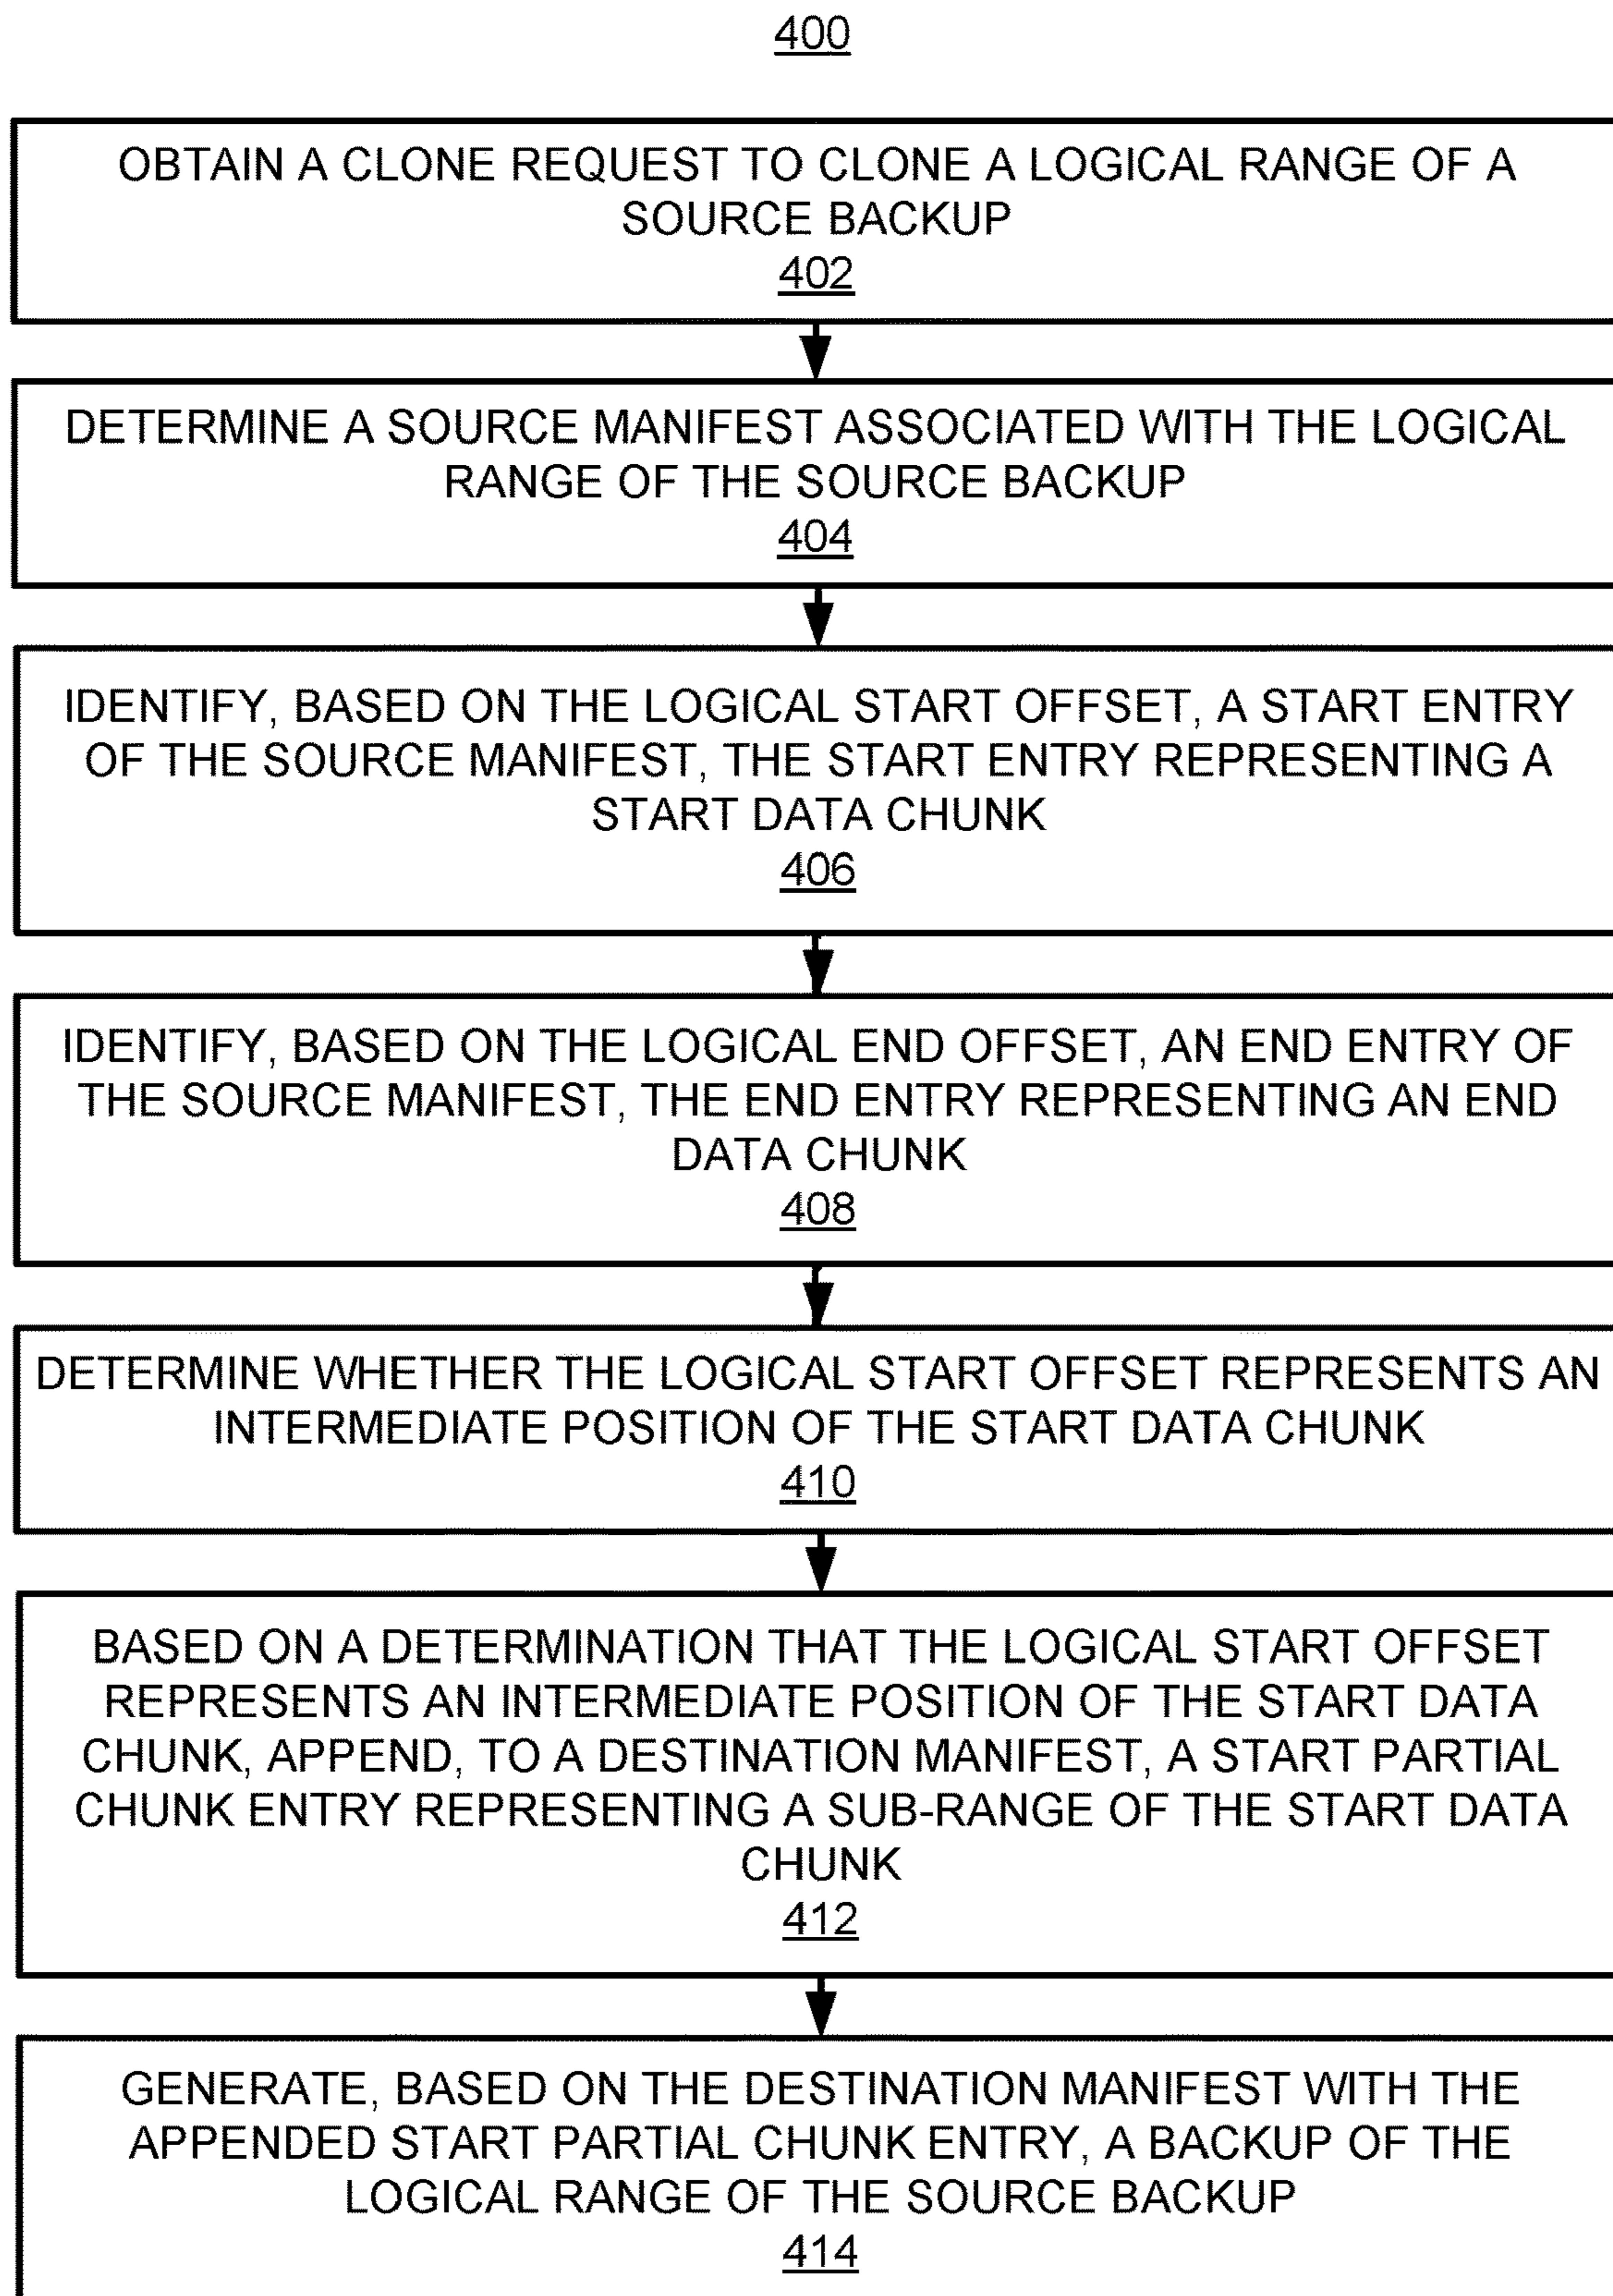 400
OBTAIN A CLONE REQUEST TO CLONE A LOGICAL RANGE OF A
SOURCE BACKUP
402
DETERMINE A SOURCE MANIFEST ASSOCIATED WITH THE LOGICAL
RANGE OF THE SOURCE BACKUP
404
IDENTIFY, BASED ON THE LOGICAL START OFFSET, A START ENTRY
OF THE SOURCE MANIFEST, THE START ENTRY REPRESENTING A
START DATA CHUNK
406
IDENTIFY, BASED ON THE LOGICAL END OFFSET, AN END ENTRY OF
THE SOURCE MANIFEST, THE END ENTRY REPRESENTING AN END
DATA CHUNK
408
DETERMINE WHETHER THE LOGICAL START OFFSET REPRESENTS AN
INTERMEDIATE POSITION OF THE START DATA CHUNK
410
BASED ON A DETERMINATION THAT THE LOGICAL START OFFSET
REPRESENTS AN INTERMEDIATE POSITION OF THE START DATA
CHUNK, APPEND, TO A DESTINATION MANIFEST, A START PARTIAL
CHUNK ENTRY REPRESENTING A SUB-RANGE OF THE START DATA
CHUNK
412
GENERATE, BASED ON THE DESTINATION MANIFEST WITH THE
APPENDED START PARTIAL CHUNK ENTRY, A BACKUP OF THE
LOGICAL RANGE OF THE SOURCE BACKUP
414